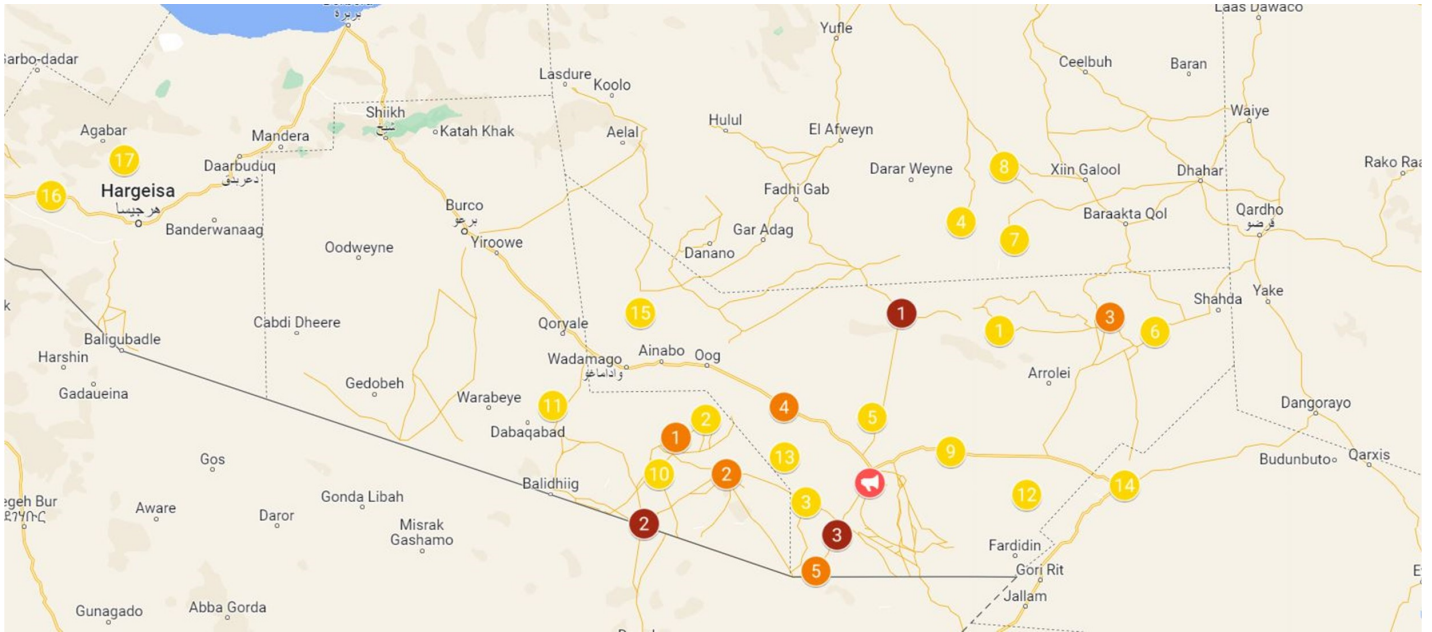 بربرة
Laas Dawaco
Yufle
Garbo-dadar
Ceelbuh
Baran
Lasdure
Koolo
Waiye
Shiikh
شيخ
Agabar
Mandera
Katah Khak
Aelal
Hulul
El Afweyn
17
Daarbuduq
دعربدق
Darar Weyne
8
Xiin Galool
Dhahar
Rako Raa
16
Hargeisa
هرجيسا
Fadhi Gab
Burco
برعو
Banderwanaag
4
Baraakta Qol
Qardho
قرضو
Gar Adag
7
Yiroowe
Oodweyne
Danano
Yake
Shahda
15
1
3
Cabdi Dheere
Qoryale
1
6
Baligubadle
Ainabo
Oog
Harshin
Wadamago
واداماغو
Arrolei
Gedobeh
Gadaueina
Warabeye
11
4
Dangorayo
2
5
Dabaqabad
1
9
Gos
13
Budunbuto
Qarxis
10
2
Balidhiig
14
Gonda Libah
12
egeh Bur
3
Aware
Daror
2
Misrak
Gashamo
3
Fardidin
5
Gori Rit
Jallam
Gunagado
Abba Gorda